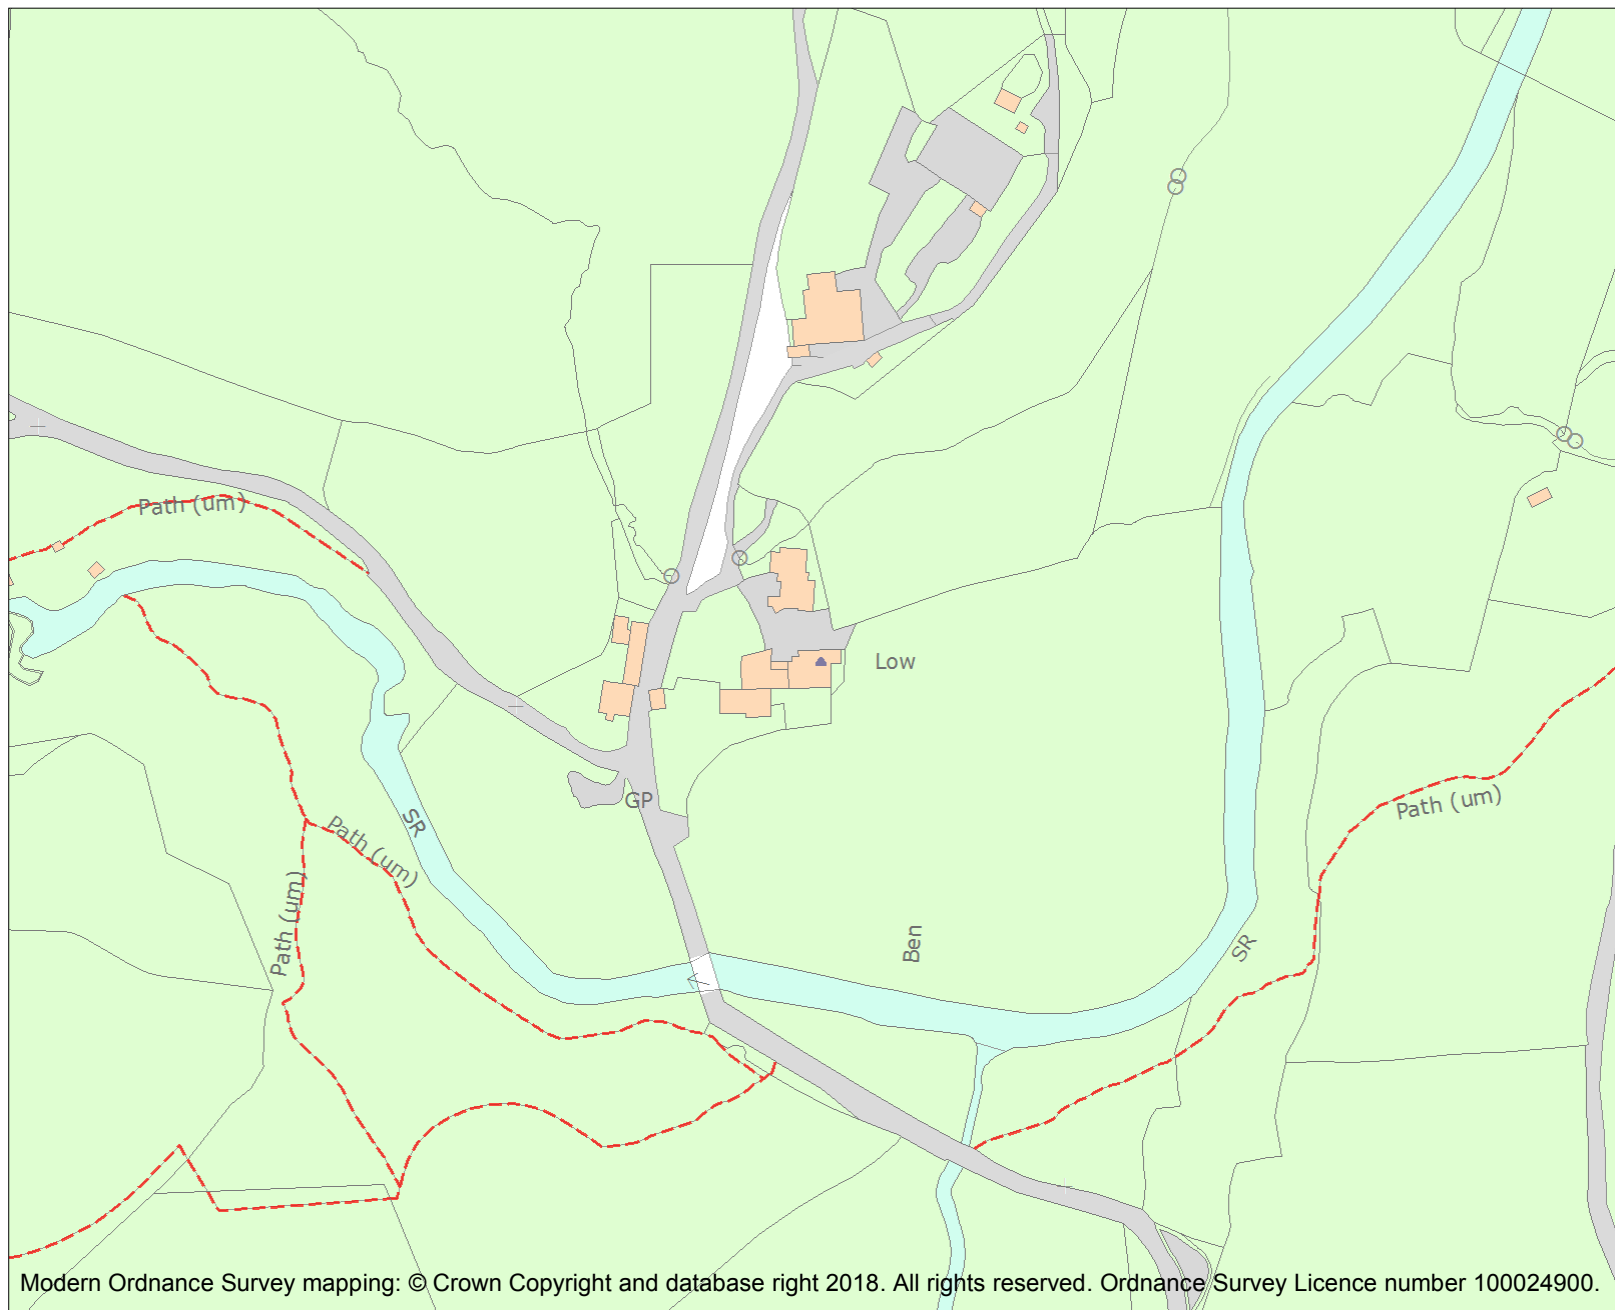 Path (um)
Low
GP
SR
Path (um)
Path (um)
Path (um)
Ben
SR
Modern Ordnance Survey mapping: © Crown Copyright and database right 2018. All rights reserved. Ordnance Survey Licence number 100024900.